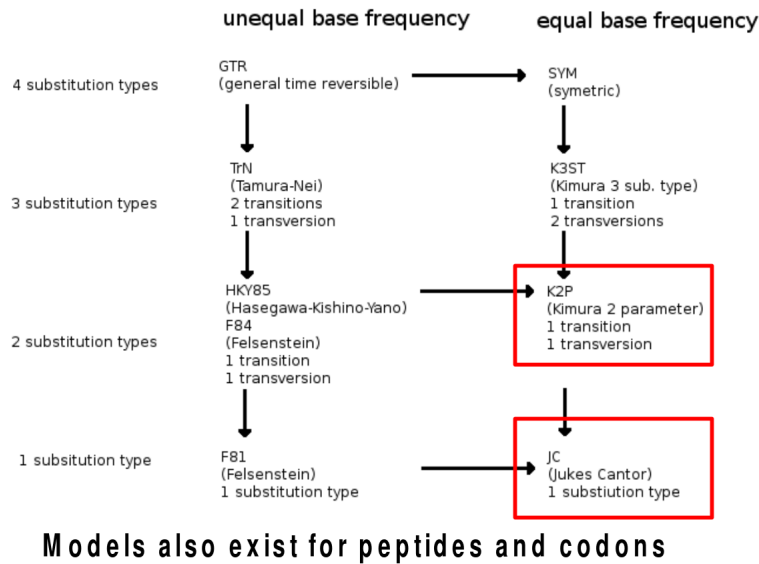 unequal base frequency
equal base frequency
4 substitution types
GTR
(general time reversible)
SYM
(symetric)
3 substitution types
TrN
(Tamura-Nei)
2 transitions
1 transversion
K3ST
(Kimura 3 sub. type)
1 transition
2 transversions
2 substitution types
HKY85
(Hasegawa-Kishino-Yano)
F84
(Felsenstein)
1 transition
1 transversion
K2P
(Kimura 2 parameter)
1 transition
1 transversion
1 subsitution type
F81
(Felsenstein)
1 substitution type
JC
(Jukes Cantor)
1 substiution type
Models also exist for peptides and codons